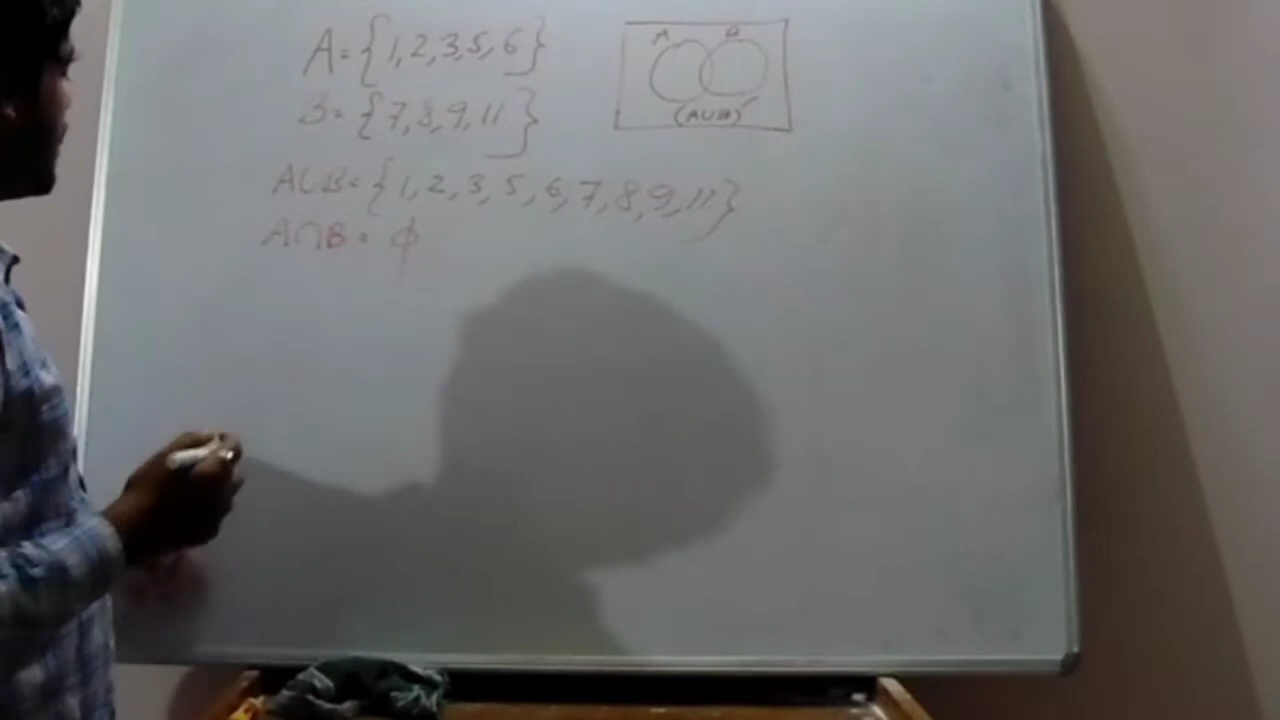 A = {1, 2, 3, 5, 6}
B = {7, 8, 9, 11}
A∪B = {1, 2, 3, 5, 6, 7, 8, 9, 11}
A∩B = ϕ
A B
(A∪B)'